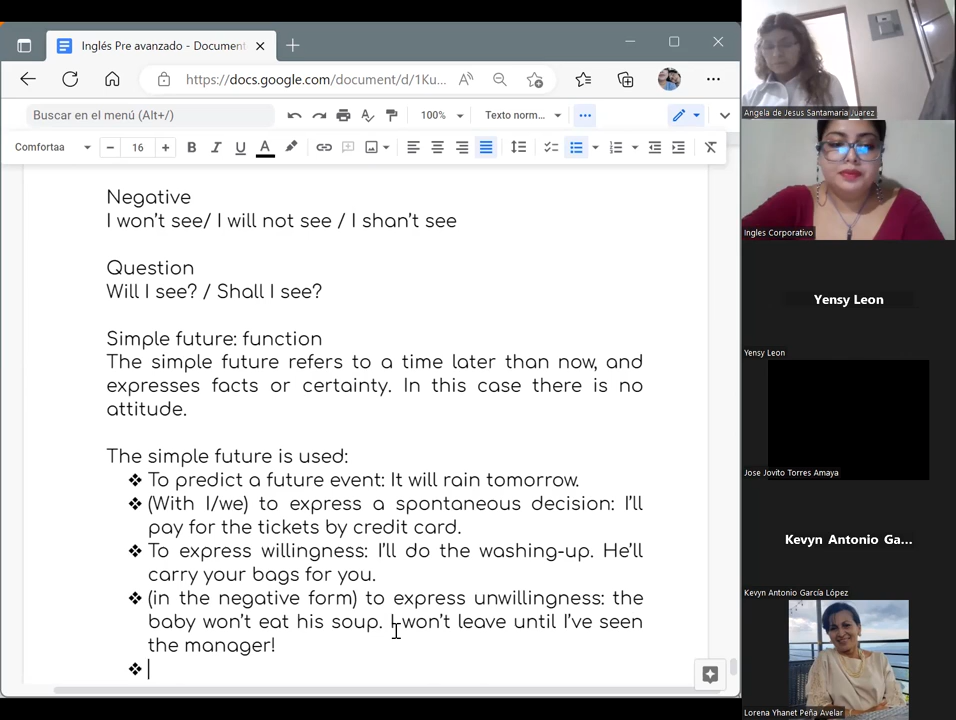 Inglés Pre avanzado - Document
https://docs.google.com/document/d/1Ku...
Buscar en el menú (Alt+/)
100%
Texto norm...
Comfortaa
16
B I U A
Negative
I won't see/ I will not see / I shan't see
Question
Will I see? / Shall I see?
Simple future: function
The simple future refers to a time later than now, and
expresses facts or certainty. In this case there is no
attitude.
The simple future is used:
❖ To predict a future event: It will rain tomorrow.
❖ (With I/we) to express a spontaneous decision: I'll
pay for the tickets by credit card.
❖ To express willingness: I'll do the washing-up. He'll
carry your bags for you.
❖ (in the negative form) to express unwillingness: the
baby won't eat his soup. I won't leave until I've seen
the manager!
❖
Angela de Jesus Santamaria Juarez
Ingles Corporativo
Yensy Leon
Yensy Leon
Jose Jovito Torres Amaya
Kevyn Antonio Ga...
Kevyn Antonio García López
Lorena Yhanet Peña Avelar